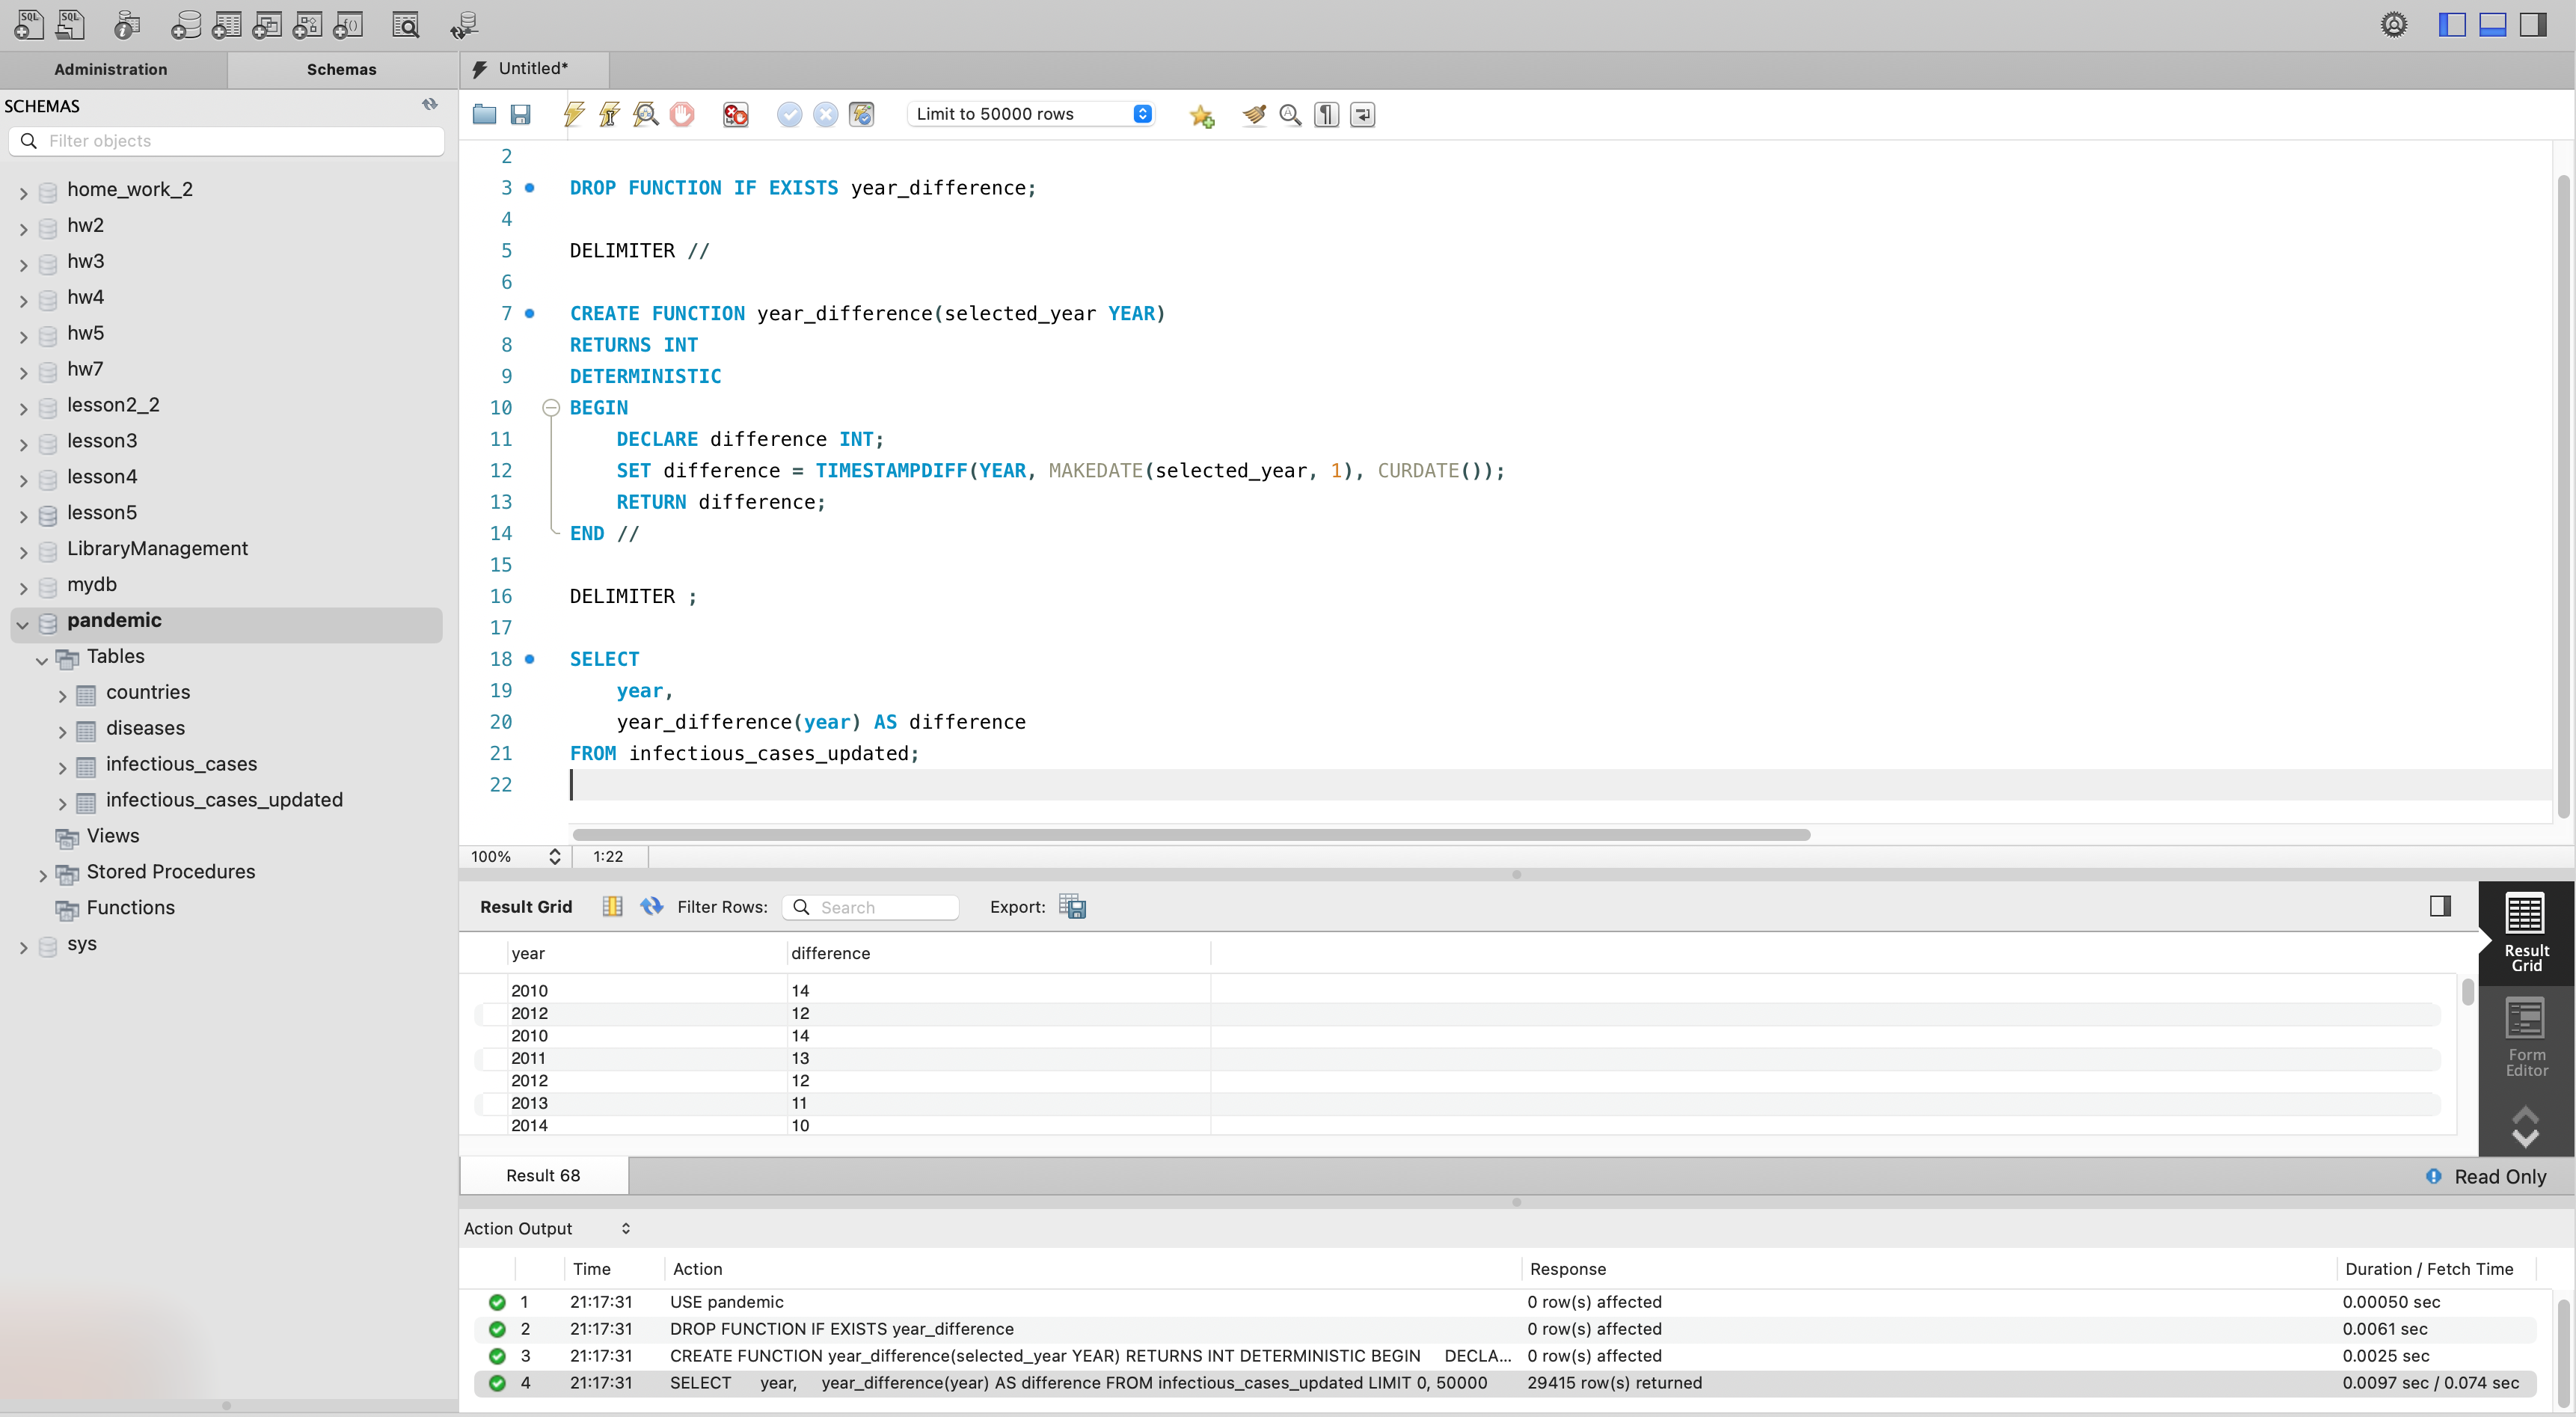 Administration
Schemas
Untitled*
SCHEMAS
Filter objects
home_work_2
hw2
hw3
hw4
hw5
hw7
lesson2_2
lesson3
lesson4
lesson5
LibraryManagement
mydb
pandemic
Tables
countries
diseases
infectious_cases
infectious_cases_updated
Views
Stored Procedures
Functions
sys
Limit to 50000 rows
2
3 DROP FUNCTION IF EXISTS year_difference;
4
5 DELIMITER //
6
7 CREATE FUNCTION year_difference(selected_year YEAR)
8 RETURNS INT
9 DETERMINISTIC
10 BEGIN
11 DECLARE difference INT;
12 SET difference = TIMESTAMPDIFF(YEAR, MAKEDATE(selected_year, 1), CURDATE());
13 RETURN difference;
14 END //
15
16 DELIMITER ;
17
18 SELECT
19 year,
20 year_difference(year) AS difference
21 FROM infectious_cases_updated;
22
100% 1:22
Result Grid Filter Rows: Search Export:
year difference
2010 14
2012 12
2010 14
2011 13
2012 12
2013 11
2014 10
Result
Grid
Form
Editor
Result 68
Read Only
Action Output
Time Action Response Duration / Fetch Time
1 21:17:31 USE pandemic 0 row(s) affected 0.00050 sec
2 21:17:31 DROP FUNCTION IF EXISTS year_difference 0 row(s) affected 0.0061 sec
3 21:17:31 CREATE FUNCTION year_difference(selected_year YEAR) RETURNS INT DETERMINISTIC BEGIN DECLA... 0 row(s) affected 0.0025 sec
4 21:17:31 SELECT year, year_difference(year) AS difference FROM infectious_cases_updated LIMIT 0, 50000 29415 row(s) returned 0.0097 sec / 0.074 sec